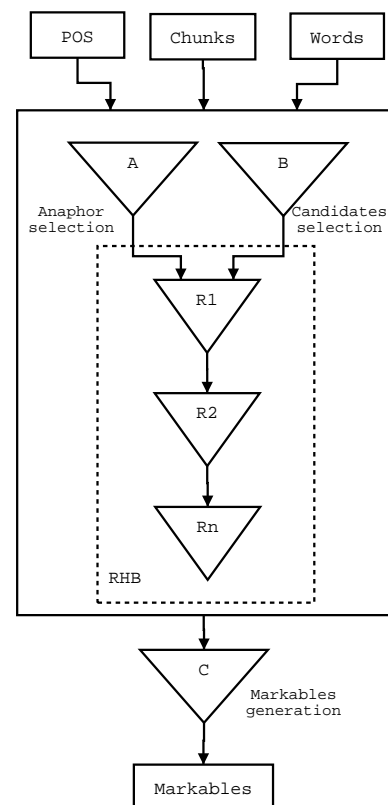 POS
Chunks
Words
A
B
Anaphor
selection
Candidates
selection
R1
R2
Rn
RHB
C
Markables
generation
Markables